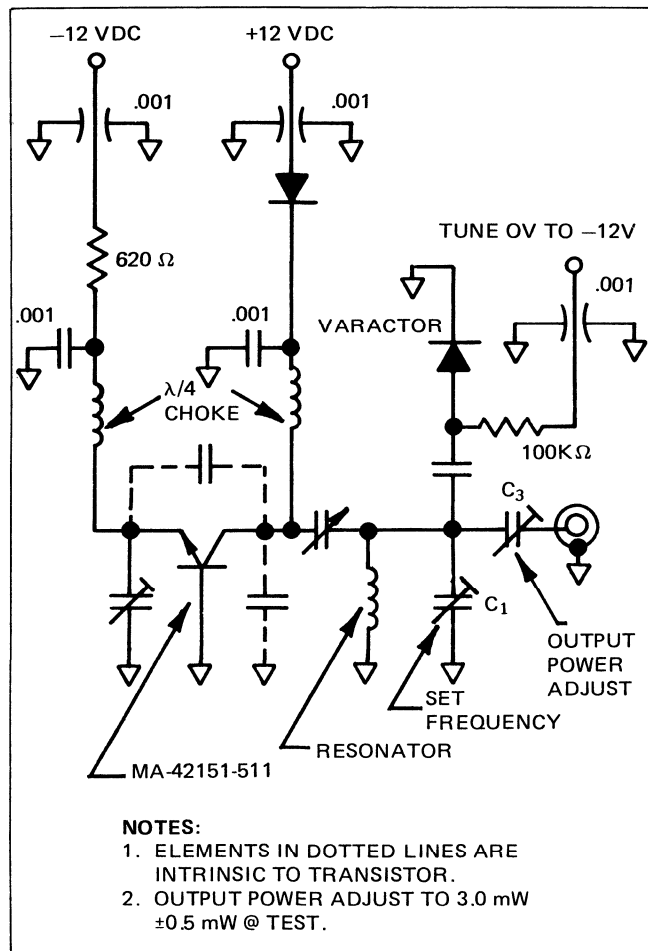 −12 VDC
+12 VDC
.001
.001
TUNE OV TO −12V
620 Ω
.001
.001
.001
VARACTOR
λ/4
CHOKE
100KΩ
C3
C1
OUTPUT
POWER
ADJUST
SET
FREQUENCY
RESONATOR
MA-42151-511
NOTES:
1. ELEMENTS IN DOTTED LINES ARE
INTRINSIC TO TRANSISTOR.
2. OUTPUT POWER ADJUST TO 3.0 mW
±0.5 mW @ TEST.